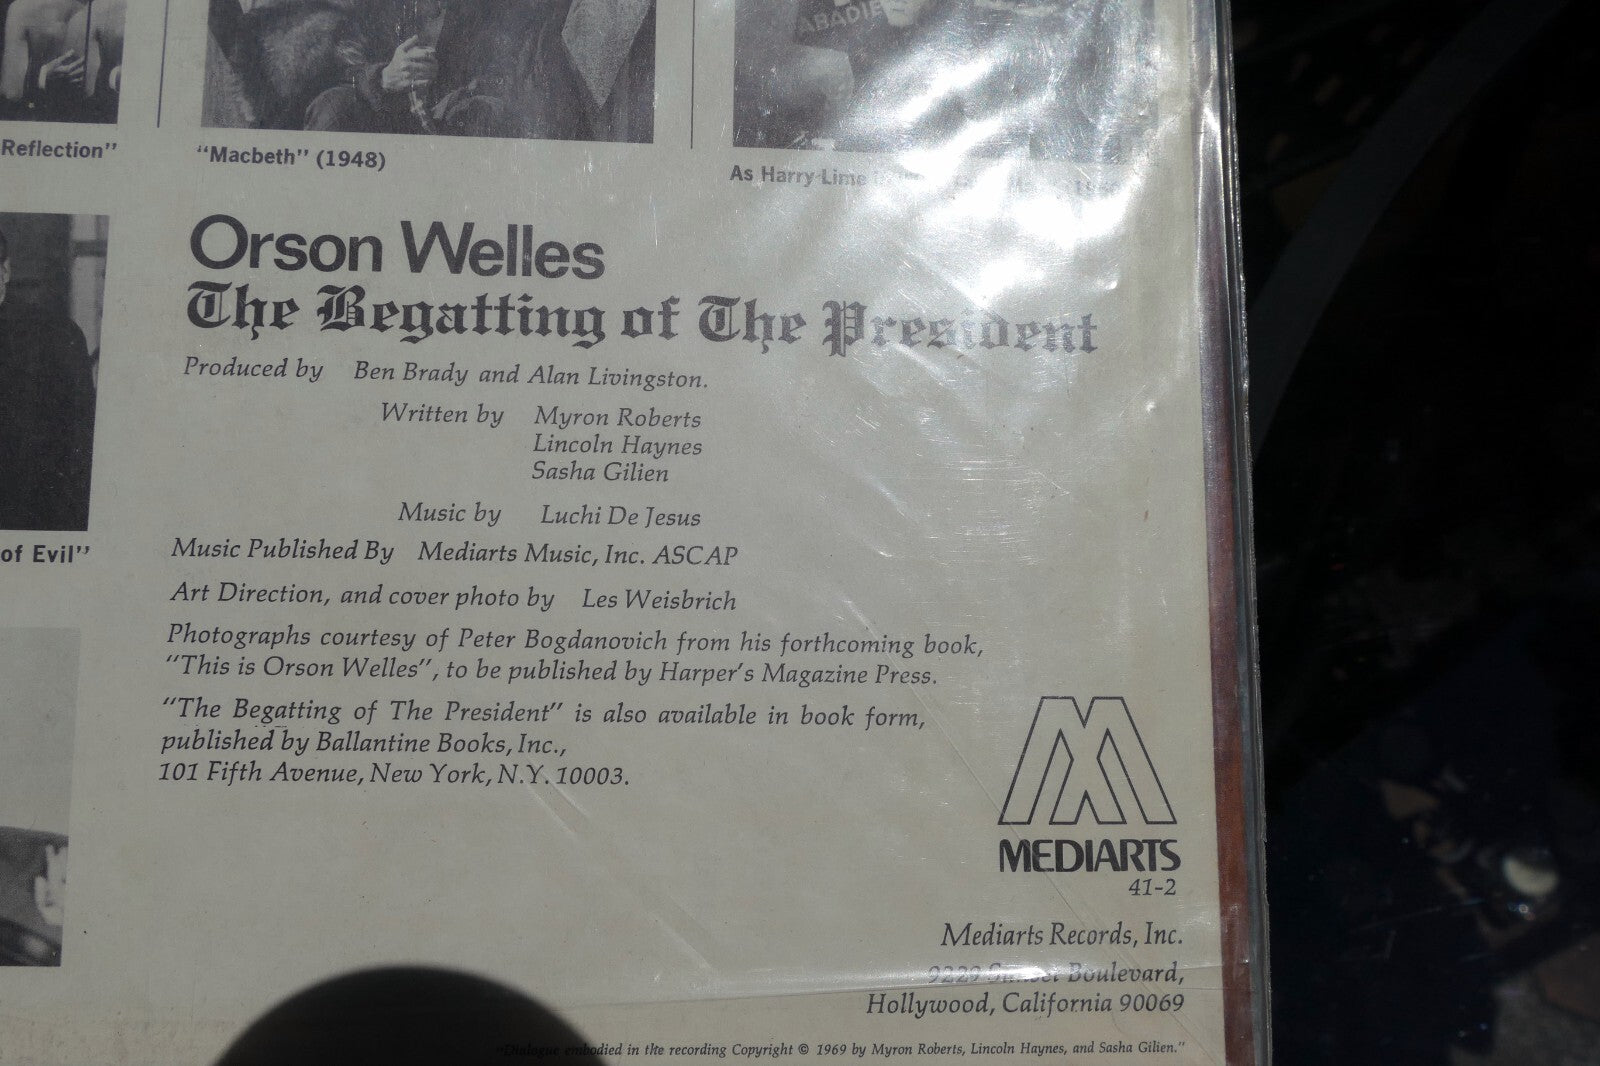 ABADIE
Reflection"
"Macbeth" (1948)
As Harry Lime
Orson Welles
The Begatting of The President
Produced by Ben Brady and Alan Livingston.
Written by Myron Roberts
Lincoln Haynes
Sasha Gilien
Music by Luchi De Jesus
of Evil"
Music Published By Mediarts Music, Inc. ASCAP
Art Direction, and cover photo by Les Weisbrich
Photographs courtesy of Peter Bogdanovich from his forthcoming book,
"This is Orson Welles", to be published by Harper's Magazine Press.
"The Begatting of The President" is also available in book form,
published by Ballantine Books, Inc.,
101 Fifth Avenue, New York, N.Y. 10003.
MEDIARTS
41-2
Mediarts Records, Inc.
9229 Sunset Boulevard,
Hollywood, California 90069
"Dialogue embodied in the recording Copyright © 1969 by Myron Roberts, Lincoln Haynes, and Sasha Gilien."